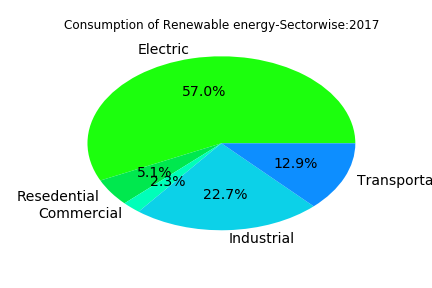 Consumption of Renewable energy-Sectorwise:2017
Electric
57.0%
5.1%
2.3%
12.9%
22.7%
Resedential
Commercial
Transporta
Industrial